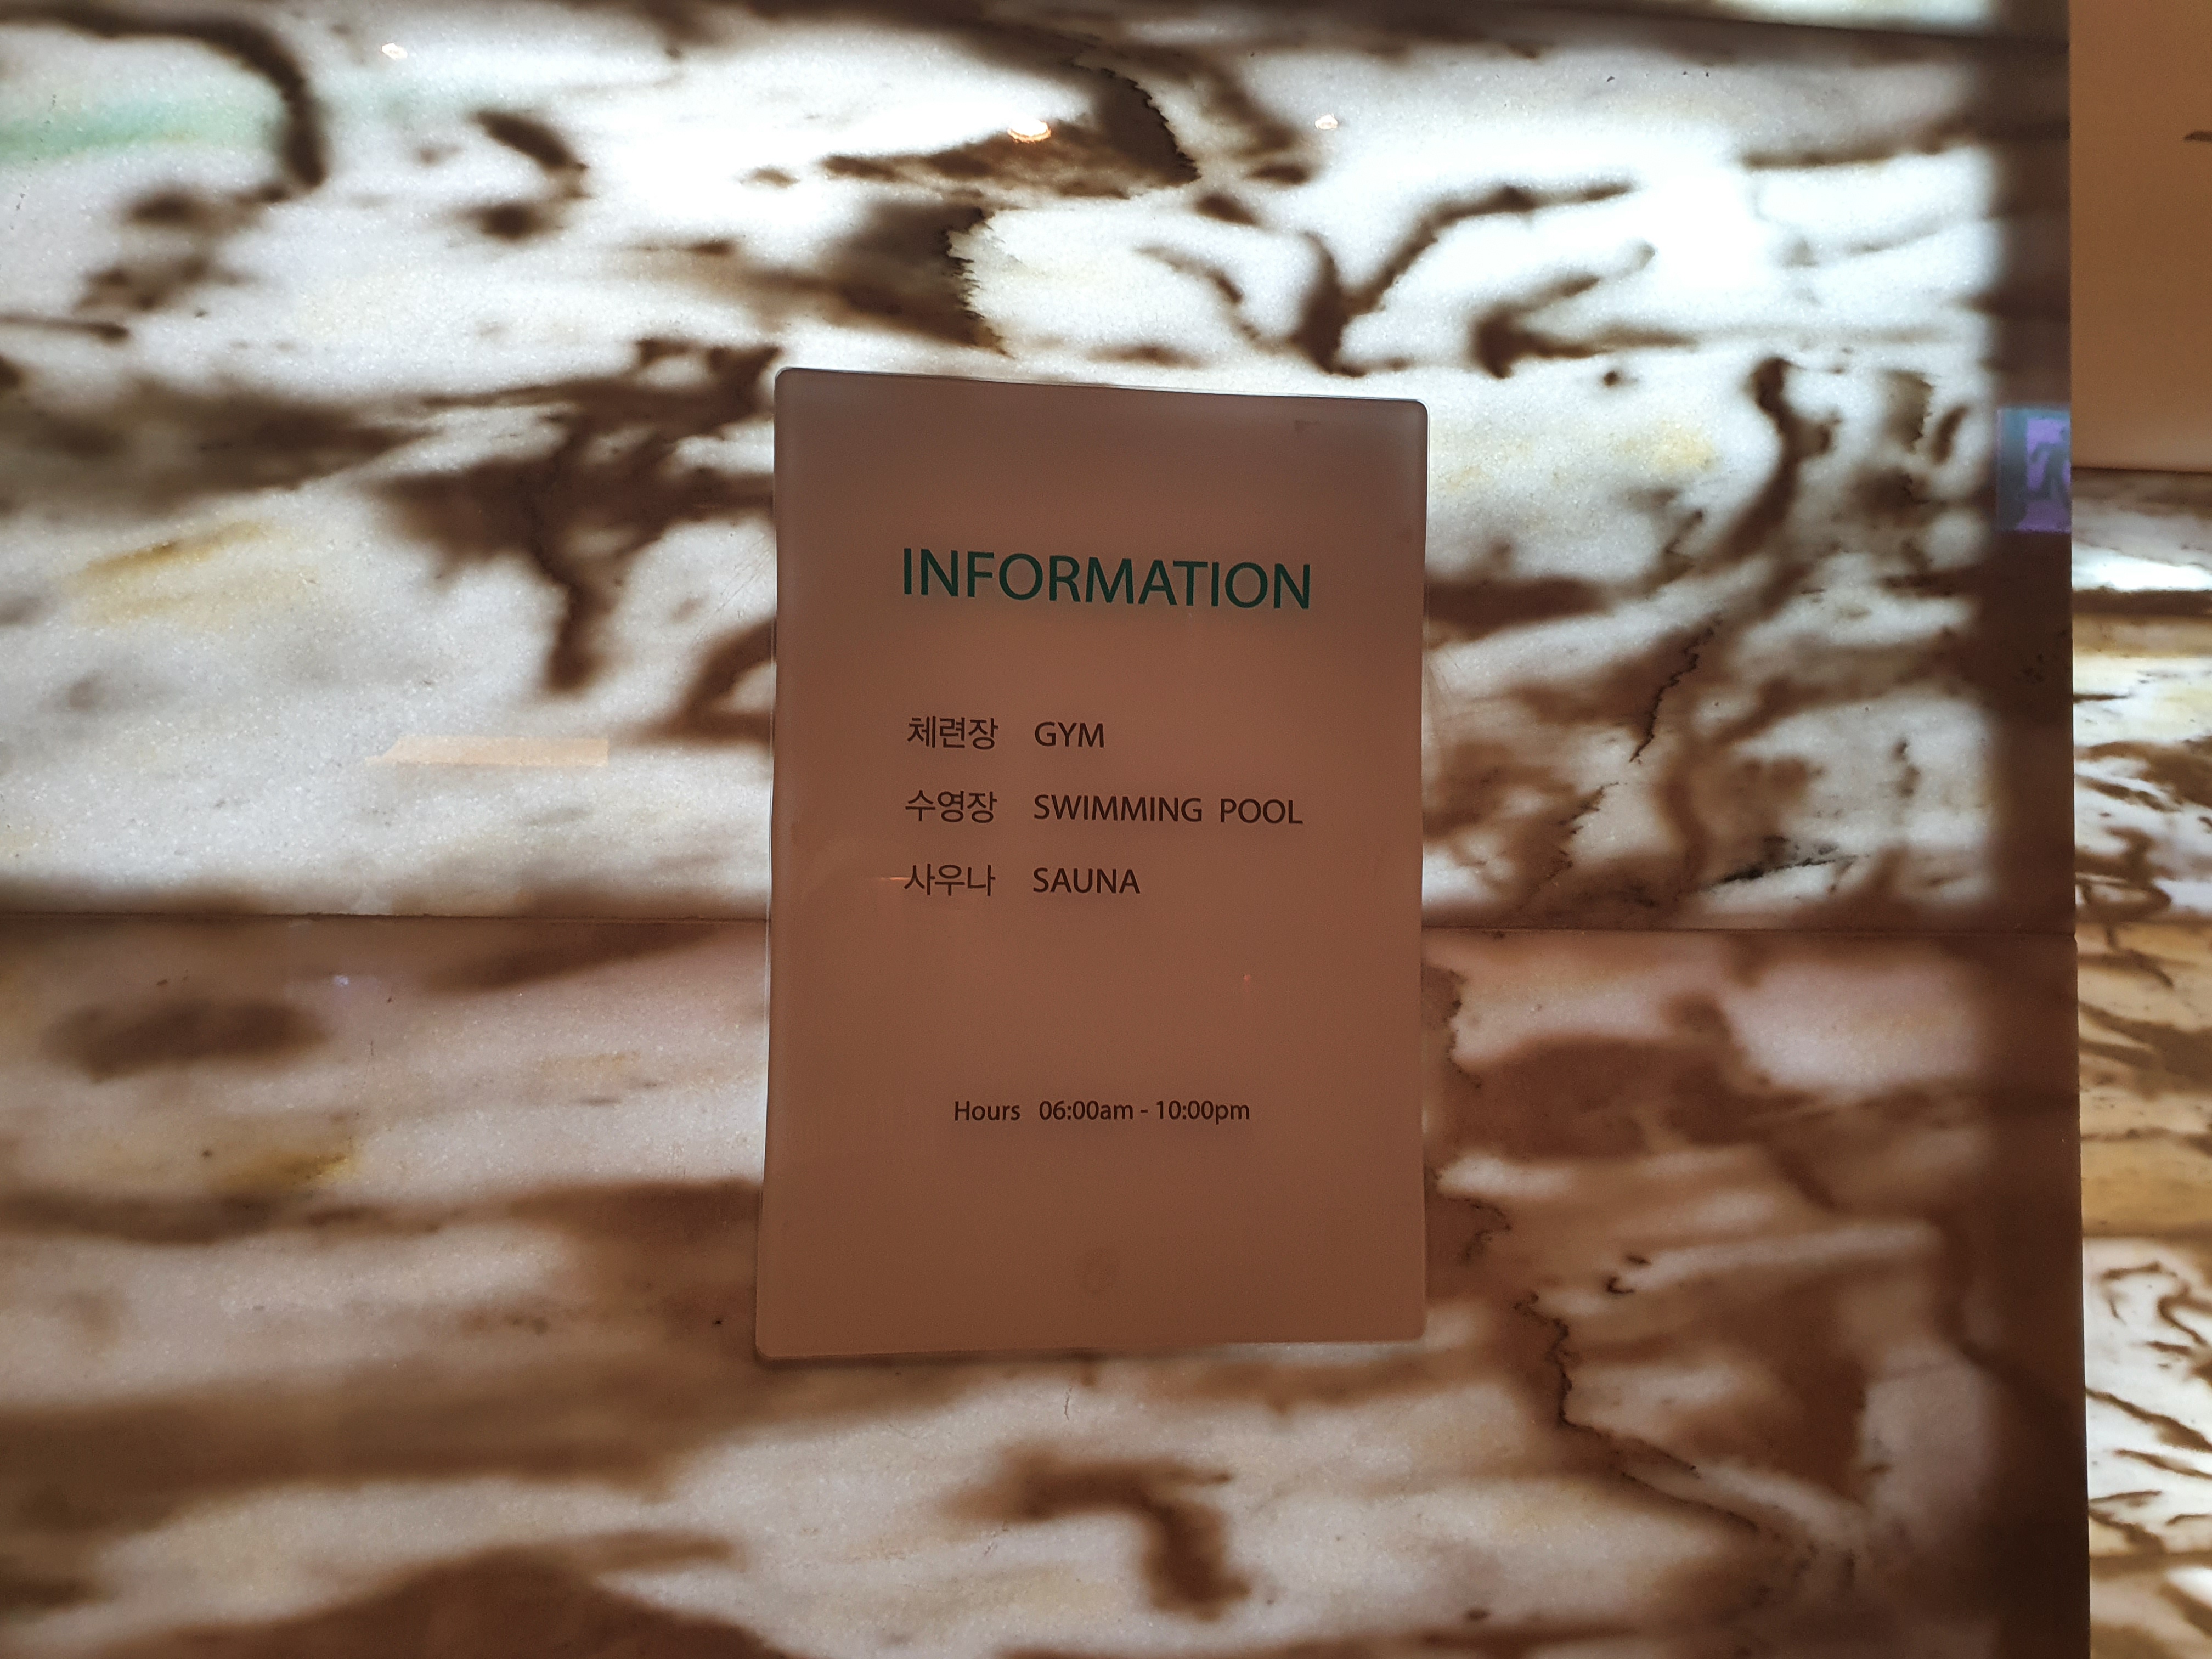 INFORMATION
체련장 GYM
수영장 SWIMMING POOL
사우나 SAUNA
Hours 06:00am - 10:00pm